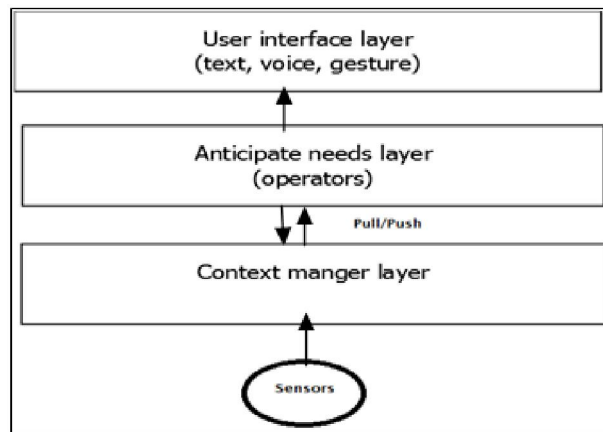 User interface layer
(text, voice, gesture)
Anticipate needs layer
(operators)
Pull/Push
Context manger layer
Sensors